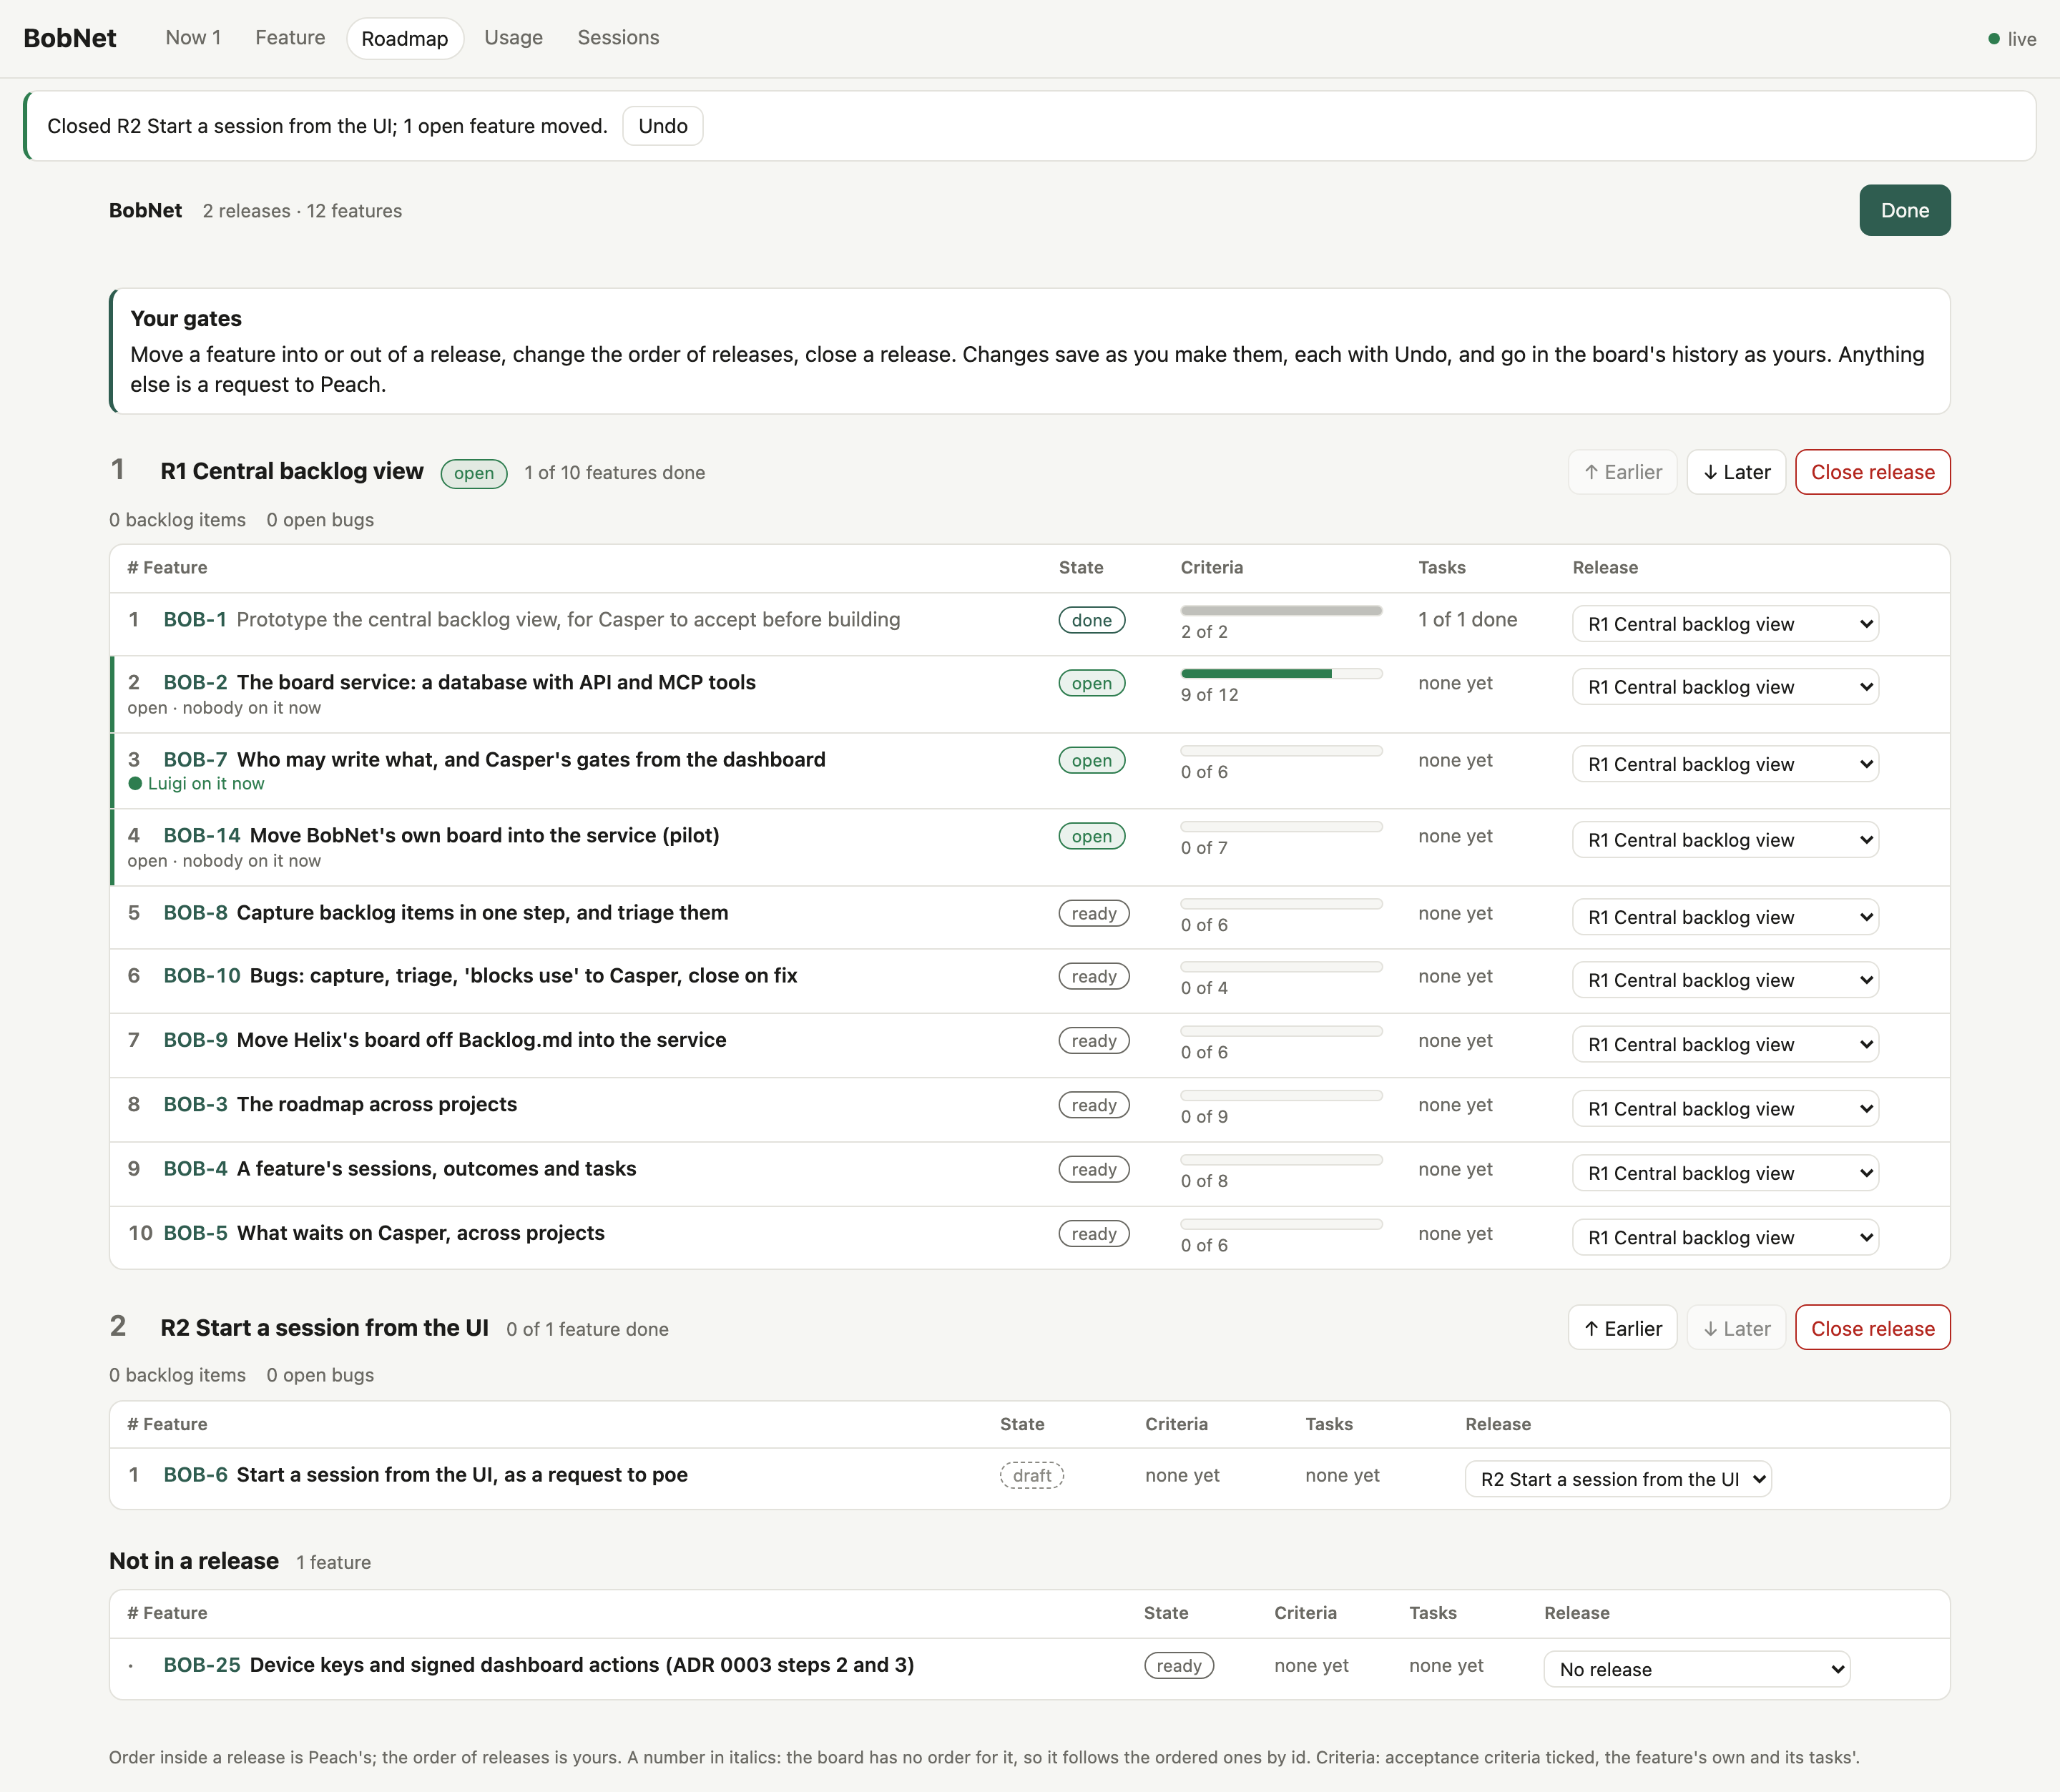 BobNet Now 1 Feature Roadmap Usage Sessions live
Closed R2 Start a session from the UI; 1 open feature moved. Undo
BobNet 2 releases · 12 features Done
Your gates
Move a feature into or out of a release, change the order of releases, close a release. Changes save as you make them, each with Undo, and go in the board's history as yours. Anything
else is a request to Peach.
1 R1 Central backlog view open 1 of 10 features done ↑ Earlier ↓ Later Close release
0 backlog items 0 open bugs
# Feature State Criteria Tasks Release
1 BOB-1 Prototype the central backlog view, for Casper to accept before building done 2 of 2 1 of 1 done R1 Central backlog view
2 BOB-2 The board service: a database with API and MCP tools open 9 of 12 none yet R1 Central backlog view
open · nobody on it now
3 BOB-7 Who may write what, and Casper's gates from the dashboard open 0 of 6 none yet R1 Central backlog view
Luigi on it now
4 BOB-14 Move BobNet's own board into the service (pilot) open 0 of 7 none yet R1 Central backlog view
open · nobody on it now
5 BOB-8 Capture backlog items in one step, and triage them ready 0 of 6 none yet R1 Central backlog view
6 BOB-10 Bugs: capture, triage, 'blocks use' to Casper, close on fix ready 0 of 4 none yet R1 Central backlog view
7 BOB-9 Move Helix's board off Backlog.md into the service ready 0 of 6 none yet R1 Central backlog view
8 BOB-3 The roadmap across projects ready 0 of 9 none yet R1 Central backlog view
9 BOB-4 A feature's sessions, outcomes and tasks ready 0 of 8 none yet R1 Central backlog view
10 BOB-5 What waits on Casper, across projects ready 0 of 6 none yet R1 Central backlog view
2 R2 Start a session from the UI 0 of 1 feature done ↑ Earlier ↓ Later Close release
0 backlog items 0 open bugs
# Feature State Criteria Tasks Release
1 BOB-6 Start a session from the UI, as a request to poe draft none yet none yet R2 Start a session from the UI
Not in a release 1 feature
# Feature State Criteria Tasks Release
· BOB-25 Device keys and signed dashboard actions (ADR 0003 steps 2 and 3) ready none yet none yet No release
Order inside a release is Peach's; the order of releases is yours. A number in italics: the board has no order for it, so it follows the ordered ones by id. Criteria: acceptance criteria ticked, the feature's own and its tasks'.